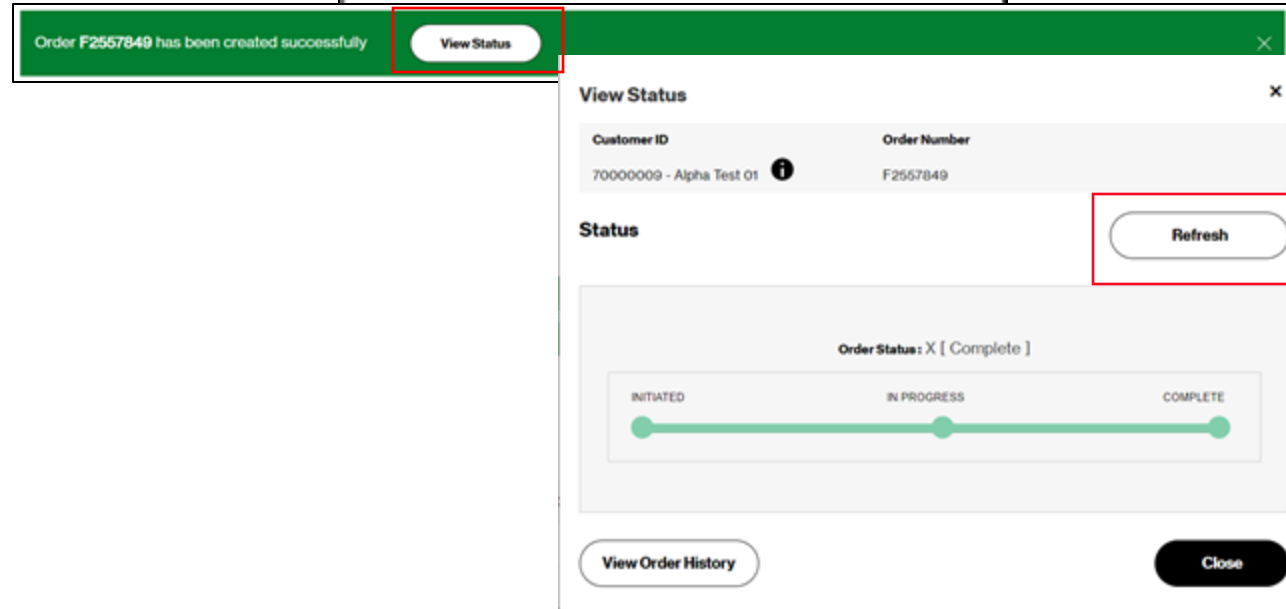 Order F2557849 has been created successfully View Status ×
View Status ×
Customer ID Order Number
70000009 - Alpha Test 01 i F2557849
Status Refresh
Order Status: X [ Complete ]
INITIATED IN PROGRESS COMPLETE
View Order History Close